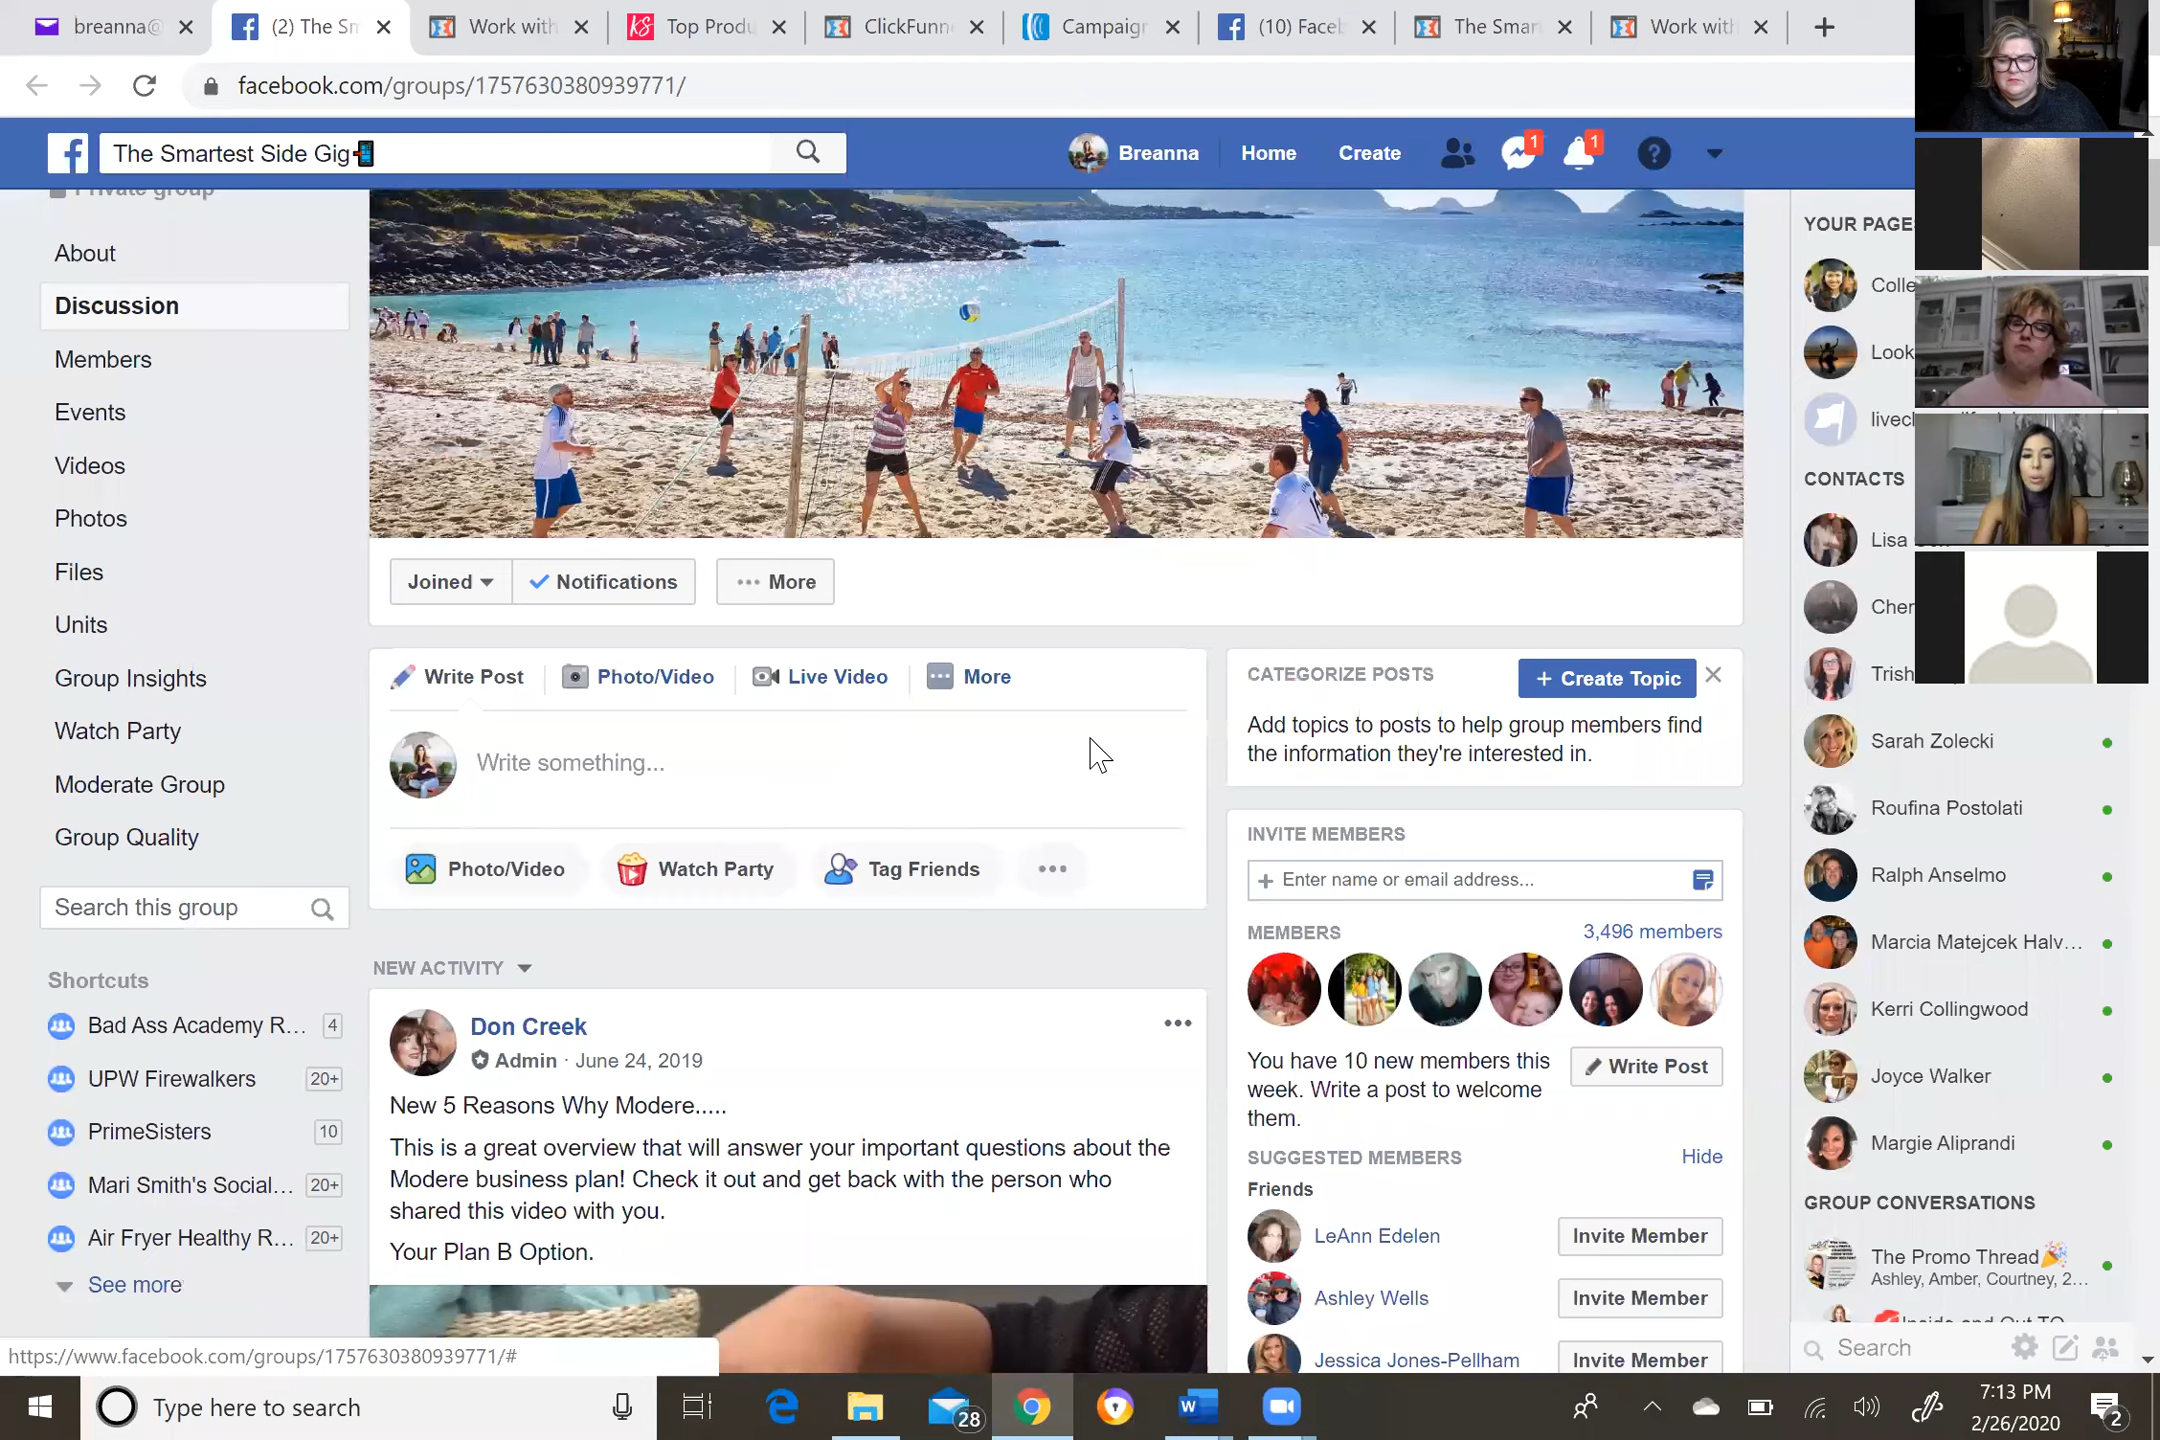 breanna@
(2) The Sm
Work with
KS
Top Produ
ClickFunn
Campaign
(10) Faceb
The Smar
Work with
facebook.com/groups/1757630380939771/
The Smartest Side Gig
Breanna
Home
Create
1
1
Private group
About
Discussion
Members
Events
Videos
Photos
Files
Units
Group Insights
Watch Party
Moderate Group
Group Quality
Search this group
Shortcuts
Bad Ass Academy R... 4
UPW Firewalkers 20+
PrimeSisters 10
Mari Smith's Social... 20+
Air Fryer Healthy R... 20+
See more
Joined
Notifications
More
Write Post
Photo/Video
Live Video
More
Write something...
Photo/Video
Watch Party
Tag Friends
NEW ACTIVITY
Don Creek
Admin · June 24, 2019
New 5 Reasons Why Modere.....
This is a great overview that will answer your important questions about the
Modere business plan! Check it out and get back with the person who
shared this video with you.
Your Plan B Option.
CATEGORIZE POSTS
+ Create Topic
Add topics to posts to help group members find
the information they're interested in.
INVITE MEMBERS
+ Enter name or email address...
MEMBERS
3,496 members
You have 10 new members this
week. Write a post to welcome
them.
Write Post
SUGGESTED MEMBERS
Hide
Friends
LeAnn Edelen
Invite Member
Ashley Wells
Invite Member
Jessica Jones-Pellham
Invite Member
YOUR PAGES
Colle
Look
livecl
CONTACTS
Lisa
Cher
Trish
Sarah Zolecki
Roufina Postolati
Ralph Anselmo
Marcia Matejcek Halv...
Kerri Collingwood
Joyce Walker
Margie Aliprandi
GROUP CONVERSATIONS
The Promo Thread
Ashley, Amber, Courtney, 2...
Inside and Out TO
Search
https://www.facebook.com/groups/1757630380939771/#
Type here to search
28
7:13 PM
2/26/2020
2